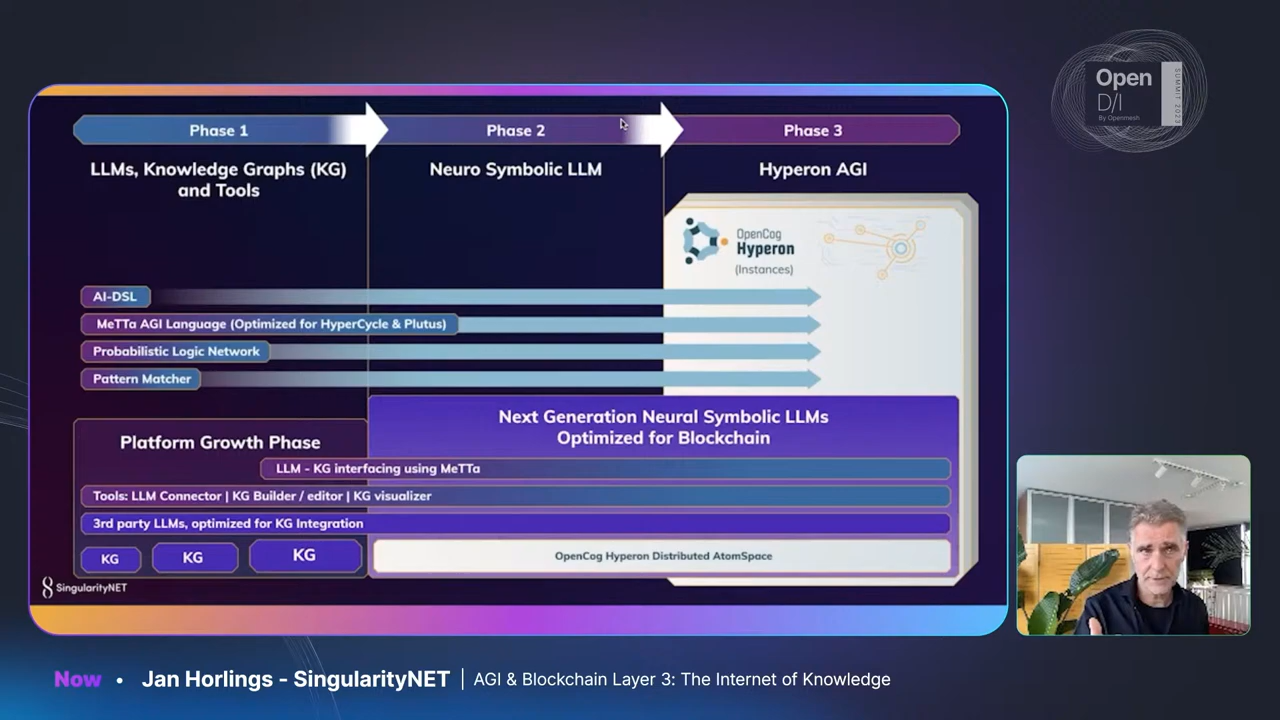 Open
D/I
By Openmesh
SUMMIT 2023
Phase 1
Phase 2
Phase 3
LLMs, Knowledge Graphs (KG)
and Tools
Neuro Symbolic LLM
Hyperon AGI
OpenCog
Hyperon
(Instances)
AI-DSL
MeTTa AGI Language (Optimized for HyperCycle & Plutus)
Probabilistic Logic Network
Pattern Matcher
Platform Growth Phase
Next Generation Neural Symbolic LLMs
Optimized for Blockchain
LLM - KG interfacing using MeTTa
Tools: LLM Connector | KG Builder / editor | KG visualizer
3rd party LLMs, optimized for KG Integration
KG
KG
KG
OpenCog Hyperon Distributed AtomSpace
SingularityNET
Now • Jan Horlings - SingularityNET | AGI & Blockchain Layer 3: The Internet of Knowledge